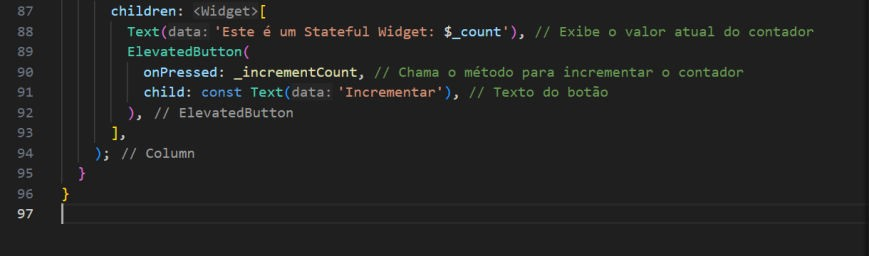 87 children: <Widget>[
88 Text(data: 'Este é um Stateful Widget: $_count'), // Exibe o valor atual do contador
89 ElevatedButton(
90 onPressed: _incrementCount, // Chama o método para incrementar o contador
91 child: const Text(data: 'Incrementar'), // Texto do botão
92 ), // ElevatedButton
93 ],
94 ); // Column
95 }
96 }
97